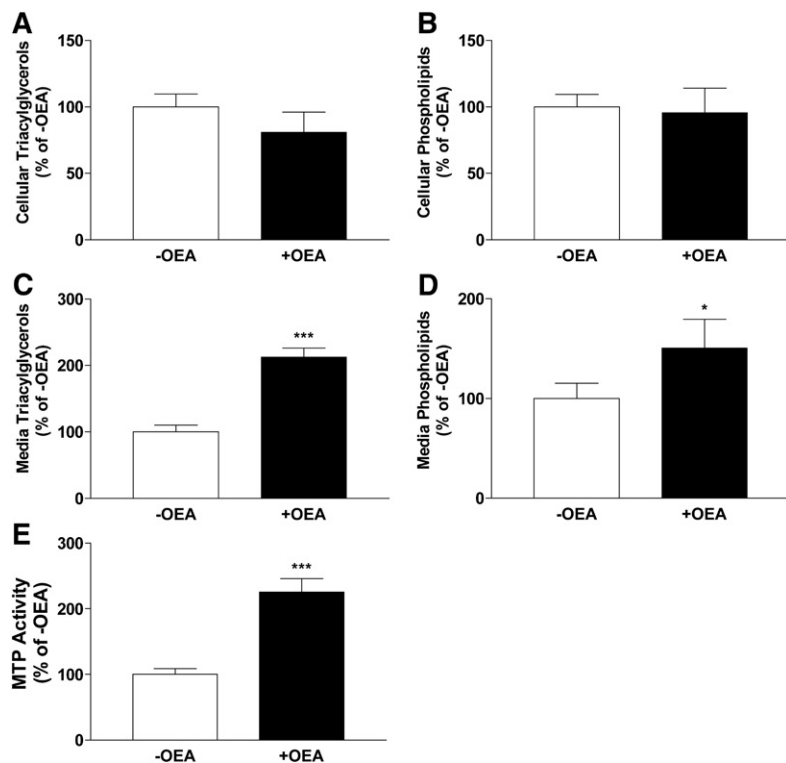 A
Cellular Triacylglycerols
(% of -OEA)
150
100
50
0
-OEA
+OEA
B
Cellular Phospholipids
(% of -OEA)
150
100
50
0
-OEA
+OEA
C
Media Triacylglycerols
(% of -OEA)
300
200
100
0
***
-OEA
+OEA
D
Media Phospholipids
(% of -OEA)
200
100
0
*
-OEA
+OEA
E
MTP Activity
(% of -OEA)
300
200
100
0
***
-OEA
+OEA